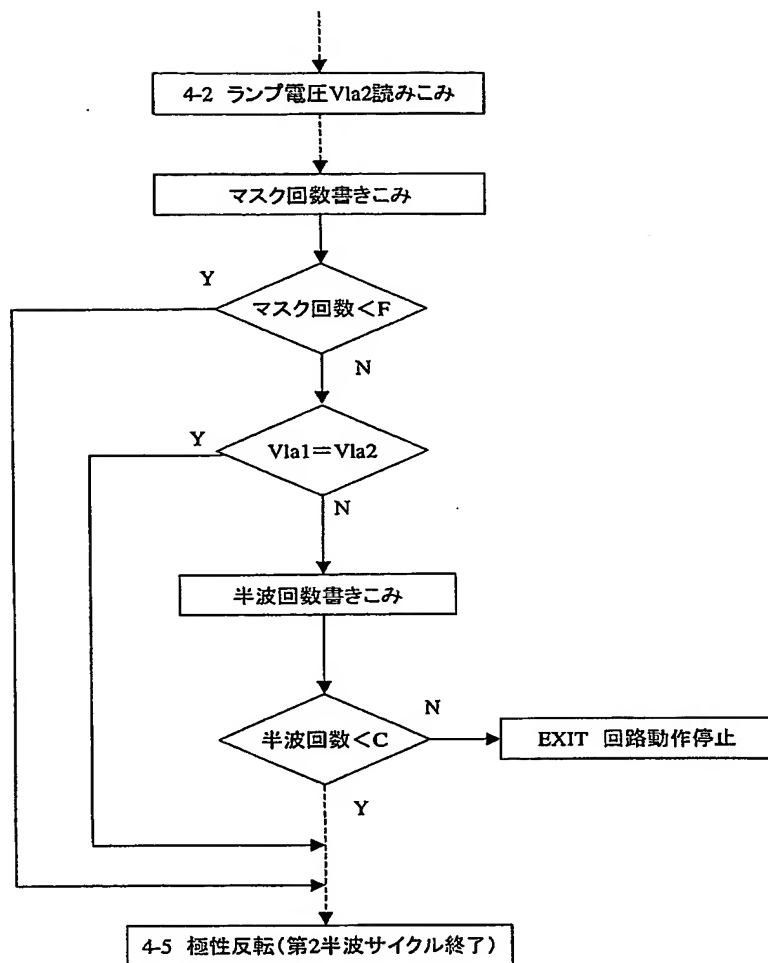 4-2 ランプ電圧Vla2読みこみ
マスク回数書きこみ
Y
マスク回数<F
N
Y
Vla1=Vla2
N
半波回数書きこみ
半波回数<C
N
EXIT 回路動作停止
Y
4-5 極性反転(第2半波サイクル終了)